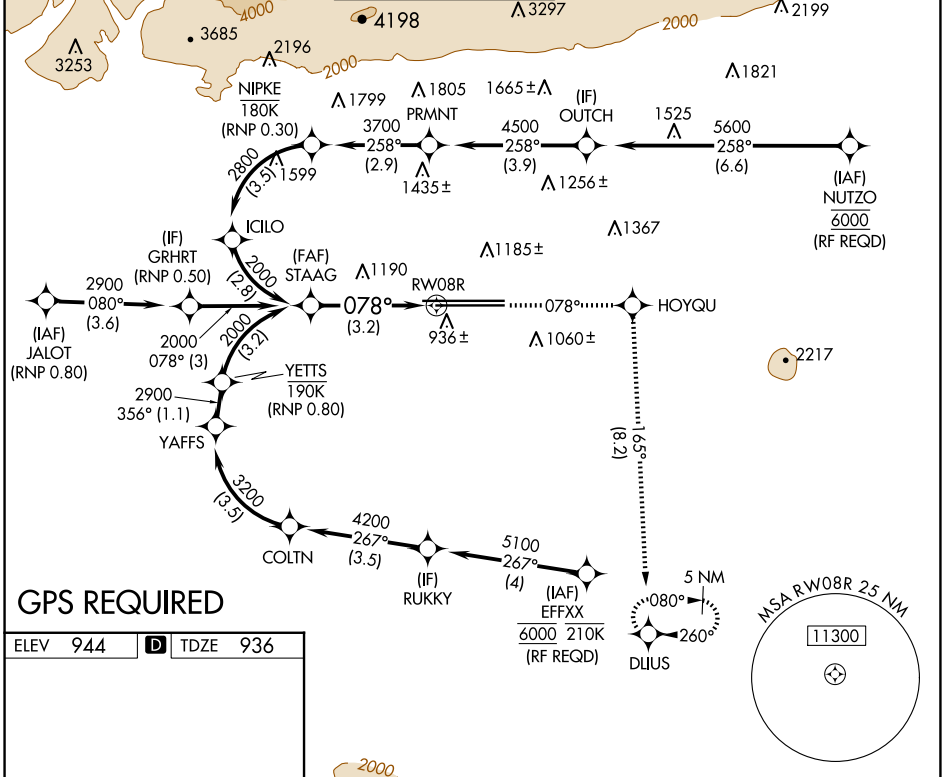 4000
4198
3297
2199
3685
2000
3253
2196
2000
1821
NIPKE
180K
(RNP 0.30)
1799
1805
PRMNT
1665±
(IF)
OUTCH
1525
3700
258°
(2.9)
4500
258°
(3.9)
5600
258°
(6.6)
2800
(3.5)
1599
1435±
1256±
(IAF)
NUTZO
6000
(RF REQD)
ICILO
1367
(IF)
GRHRT
(RNP 0.50)
(FAF)
STAAG
2000
(2.8)
1190
1185±
RW08R
2900
080°
(3.6)
078°
(3.2)
078°
HOYQU
936±
1060±
(IAF)
JALOT
(RNP 0.80)
2000
078° (3)
2000
(3.2)
2217
YETTS
190K
(RNP 0.80)
2900
356° (1.1)
YAFFS
165°
(8.2)
3200
(3.5)
COLTN
4200
267°
(3.5)
(IF)
RUKKY
5100
267°
(4)
(IAF)
EFFXX
6000 210K
(RF REQD)
5 NM
080°
260°
DLIUS
MSA RW08R 25 NM
11300
GPS REQUIRED
ELEV 944 D TDZE 936
2000